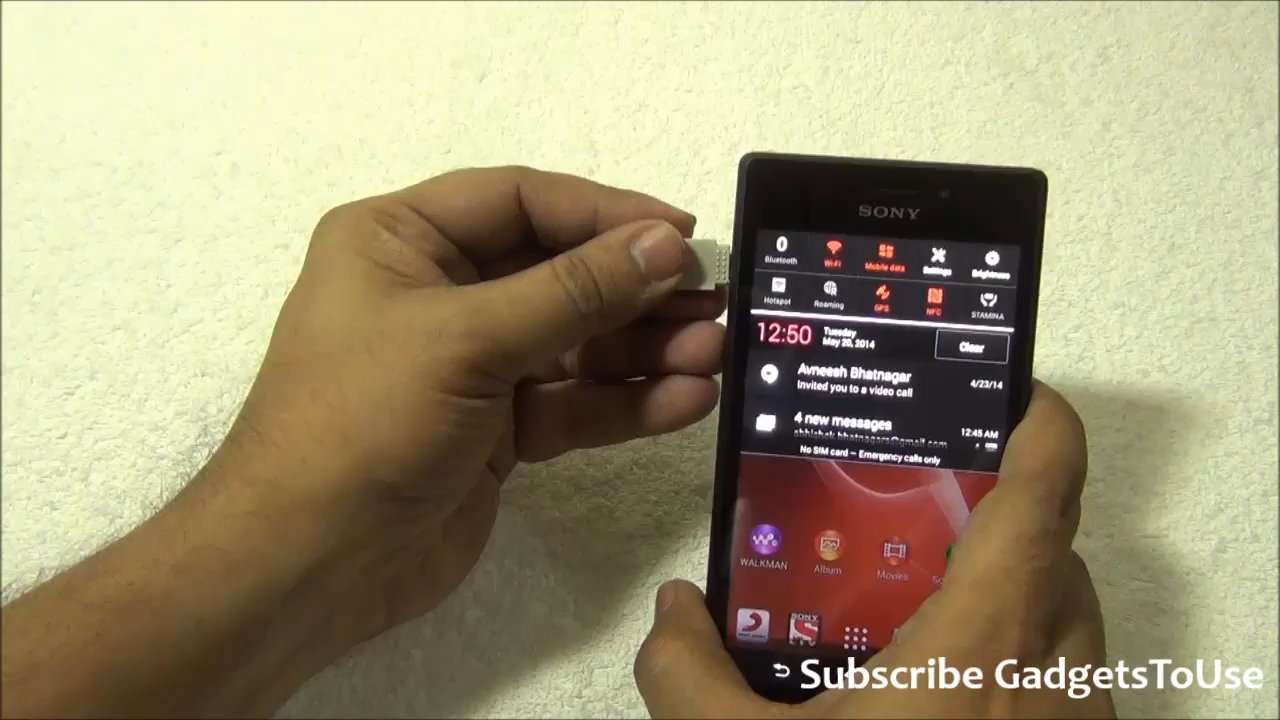 SONY
Bluetooth Wi-Fi Mobile data Settings Brightness
Hotspot Roaming GPS NFC STAMINA
12:50 Tuesday May 20, 2014 Clear
Avneesh Bhatnagar 4/23/14
Invited you to a video call
4 new messages
12:45 AM
No SIM card – Emergency calls only
WALKMAN Album Movies
SONY
Subscribe GadgetsToUse